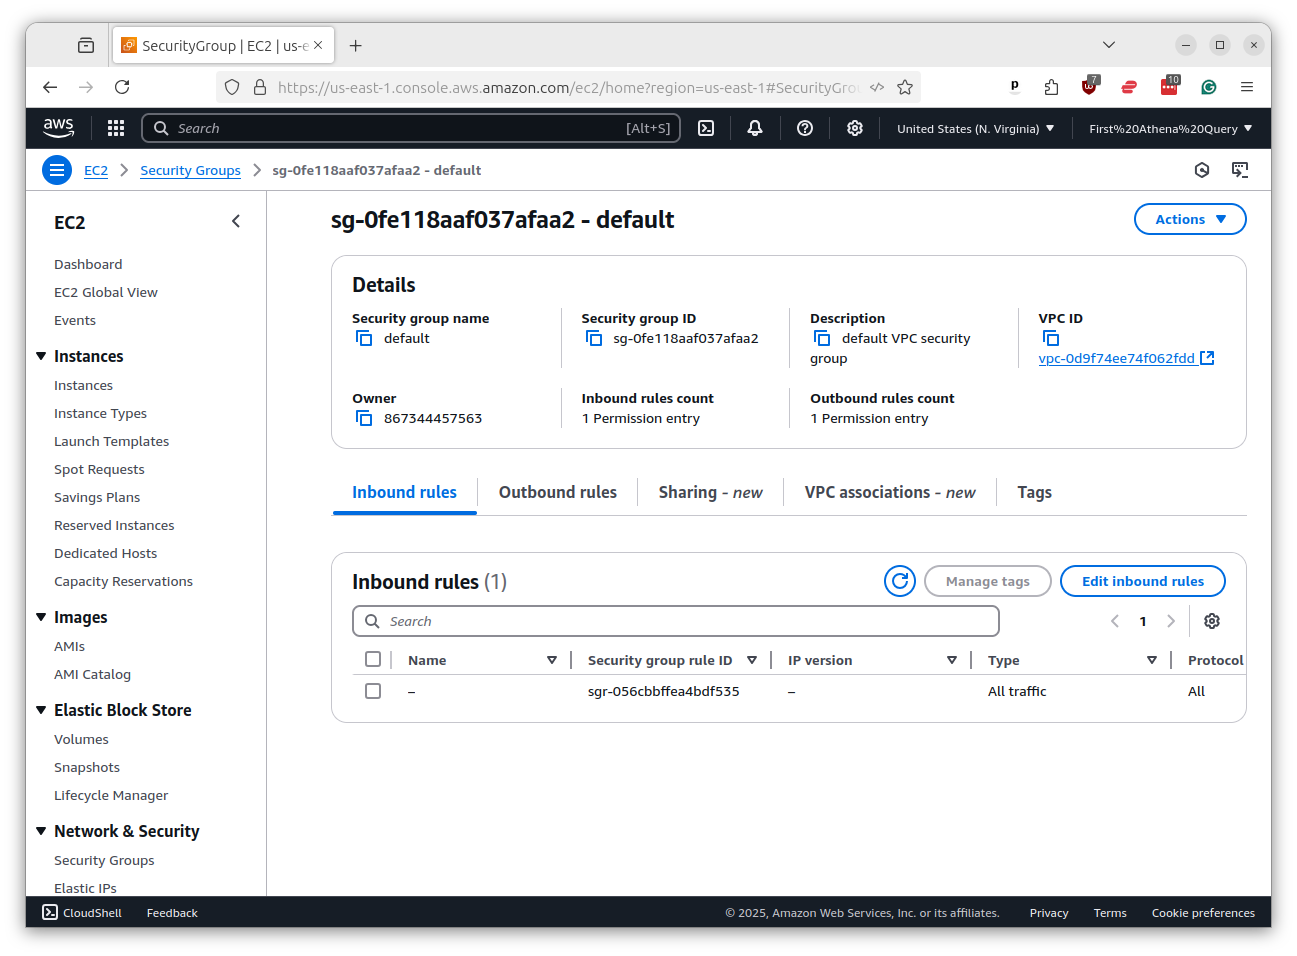 SecurityGroup | EC2 | us-e
https://us-east-1.console.aws.amazon.com/ec2/home?region=us-east-1#SecurityGrou
7
10
aws
Search
[Alt+S]
United States (N. Virginia)
First%20Athena%20Query
EC2
Security Groups
sg-0fe118aaf037afaa2 - default
EC2
Dashboard
EC2 Global View
Events
Instances
Instances
Instance Types
Launch Templates
Spot Requests
Savings Plans
Reserved Instances
Dedicated Hosts
Capacity Reservations
Images
AMIs
AMI Catalog
Elastic Block Store
Volumes
Snapshots
Lifecycle Manager
Network & Security
Security Groups
Elastic IPs
sg-0fe118aaf037afaa2 - default
Actions
Details
Security group name
default
Security group ID
sg-0fe118aaf037afaa2
Description
default VPC security
group
VPC ID
vpc-0d9f74ee74f062fdd
Owner
867344457563
Inbound rules count
1 Permission entry
Outbound rules count
1 Permission entry
Inbound rules
Outbound rules
Sharing - new
VPC associations - new
Tags
Inbound rules (1)
Manage tags
Edit inbound rules
Search
1
Name
Security group rule ID
IP version
Type
Protocol
–
sgr-056cbbffea4bdf535
–
All traffic
All
CloudShell
Feedback
© 2025, Amazon Web Services, Inc. or its affiliates.
Privacy
Terms
Cookie preferences